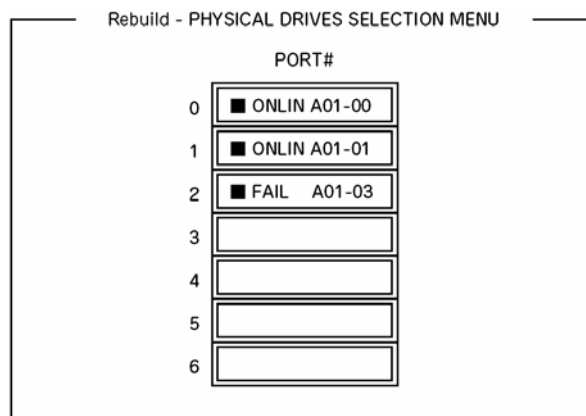 Rebuild - PHYSICAL DRIVES SELECTION MENU
PORT#
0 ■ ONLIN A01-00
1 ■ ONLIN A01-01
2 ■ FAIL A01-03
3
4
5
6